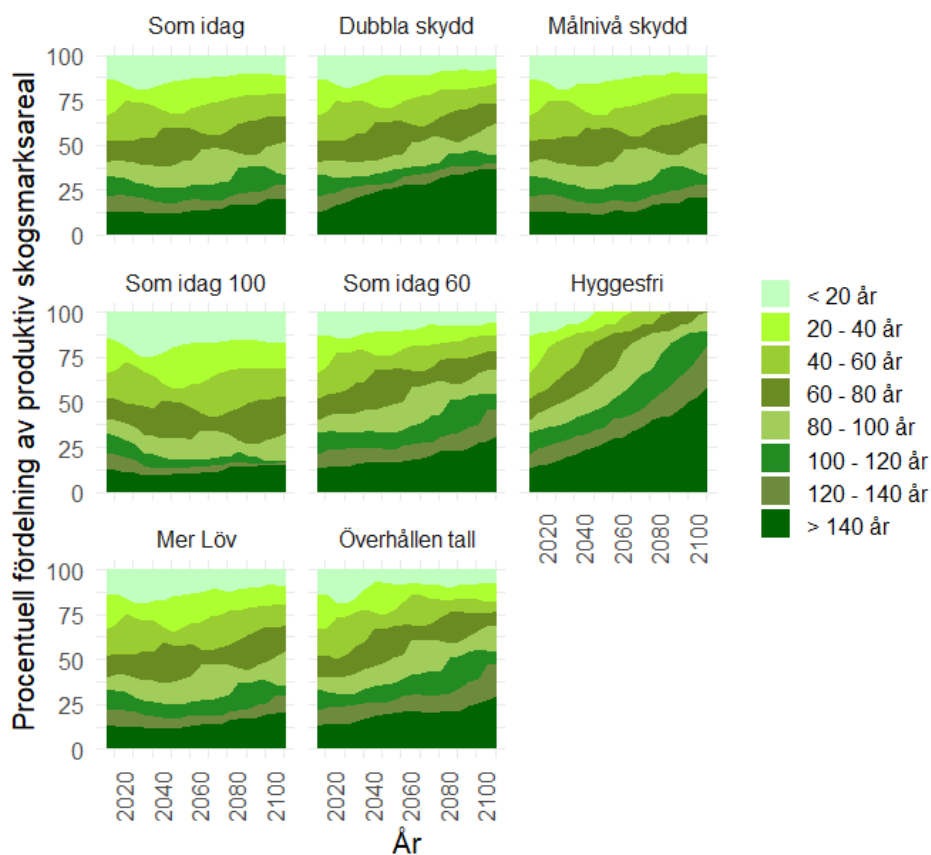 Som idag
Dubbla skydd
Målnivå skydd
Procentuell fördelning av produktiv skogsmarksareal
100
75
50
25
0
Som idag 100
Som idag 60
Hyggesfri
100
75
50
25
0
2020
2040
2060
2080
2100
Mer Löv
Överhållen tall
100
75
50
25
0
2020
2040
2060
2080
2100
2020
2040
2060
2080
2100
År
< 20 år
20 - 40 år
40 - 60 år
60 - 80 år
80 - 100 år
100 - 120 år
120 - 140 år
> 140 år